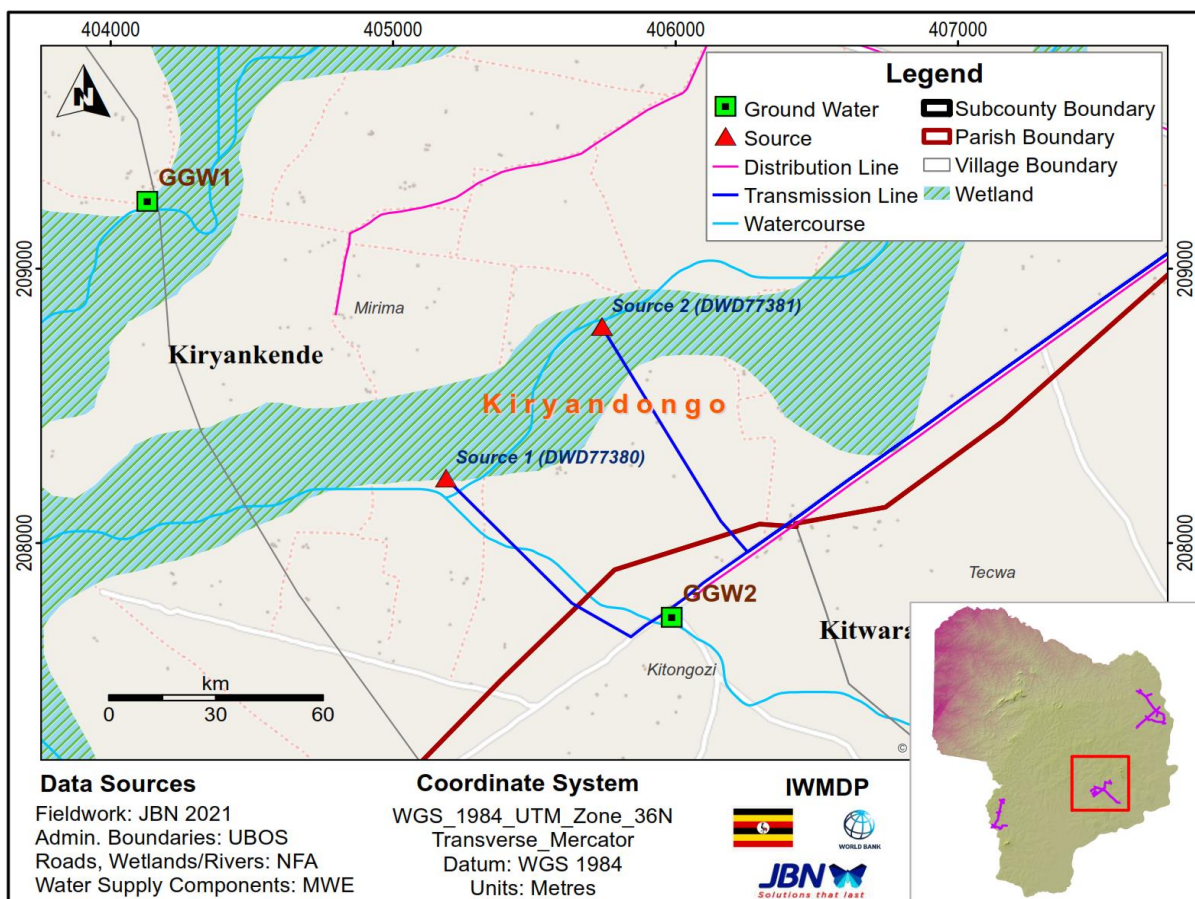 404000 405000 406000 407000
N
Legend
Ground Water
Source
Distribution Line
Transmission Line
Watercourse
Subcounty Boundary
Parish Boundary
Village Boundary
Wetland
GGW1
209000
209000
Mirima
Source 2 (DWD77381)
Kiryankende
Kiryandongo
Source 1 (DWD77380)
208000
208000
GGW2
Tecwa
Kitwara
Kitongozi
km
0 30 60
©
Data Sources
Fieldwork: JBN 2021
Admin. Boundaries: UBOS
Roads, Wetlands/Rivers: NFA
Water Supply Components: MWE
Coordinate System
WGS_1984_UTM_Zone_36N
Transverse_Mercator
Datum: WGS 1984
Units: Metres
IWMDP
WORLD BANK
JBN
Solutions that last